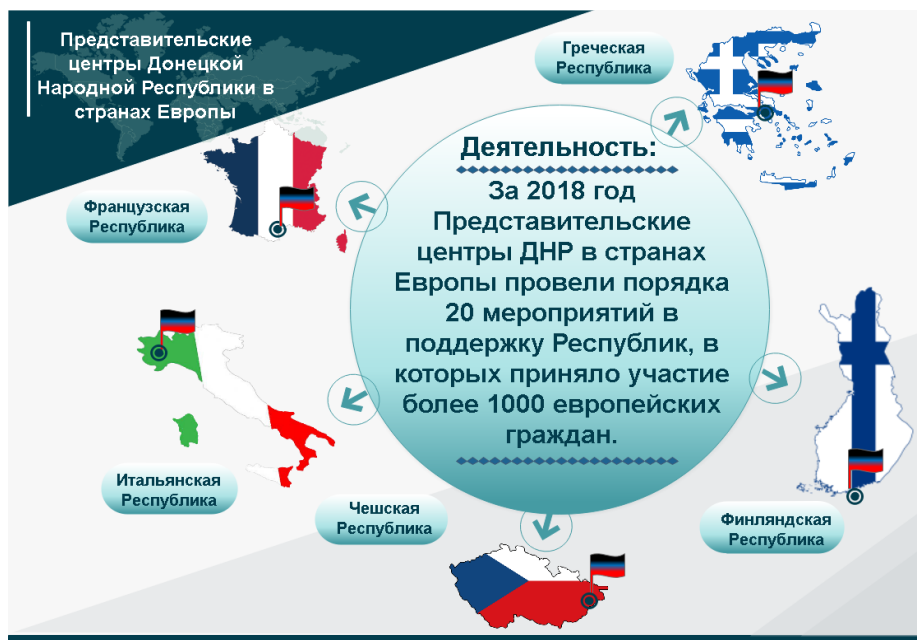 Представительские
центры Донецкой
Народной Республики в
странах Европы
Греческая
Республика
Французская
Республика
Деятельность:
За 2018 год
Представительские
центры ДНР в странах
Европы провели порядка
20 мероприятий в
поддержку Республик, в
которых приняло участие
более 1000 европейских
граждан.
Итальянская
Республика
Чешская
Республика
Финляндская
Республика